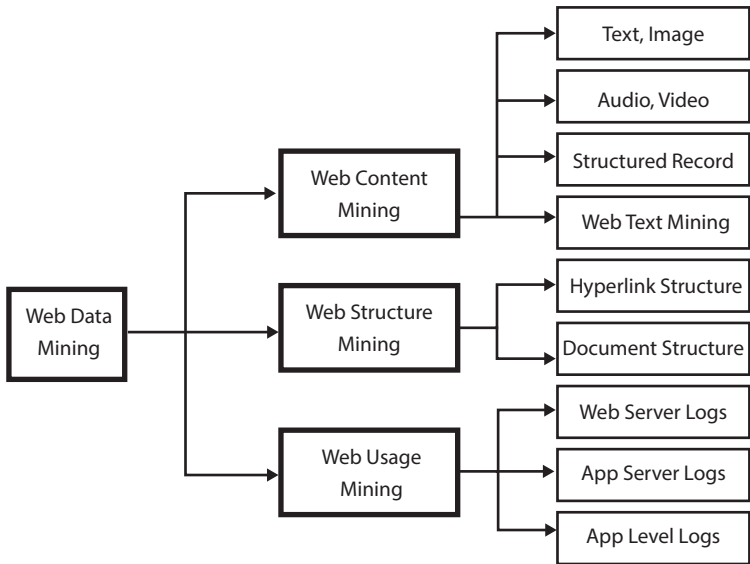 Web Data
Mining
Web Content
Mining
Text, Image
Audio, Video
Structured Record
Web Text Mining
Web Structure
Mining
Hyperlink Structure
Document Structure
Web Usage
Mining
Web Server Logs
App Server Logs
App Level Logs